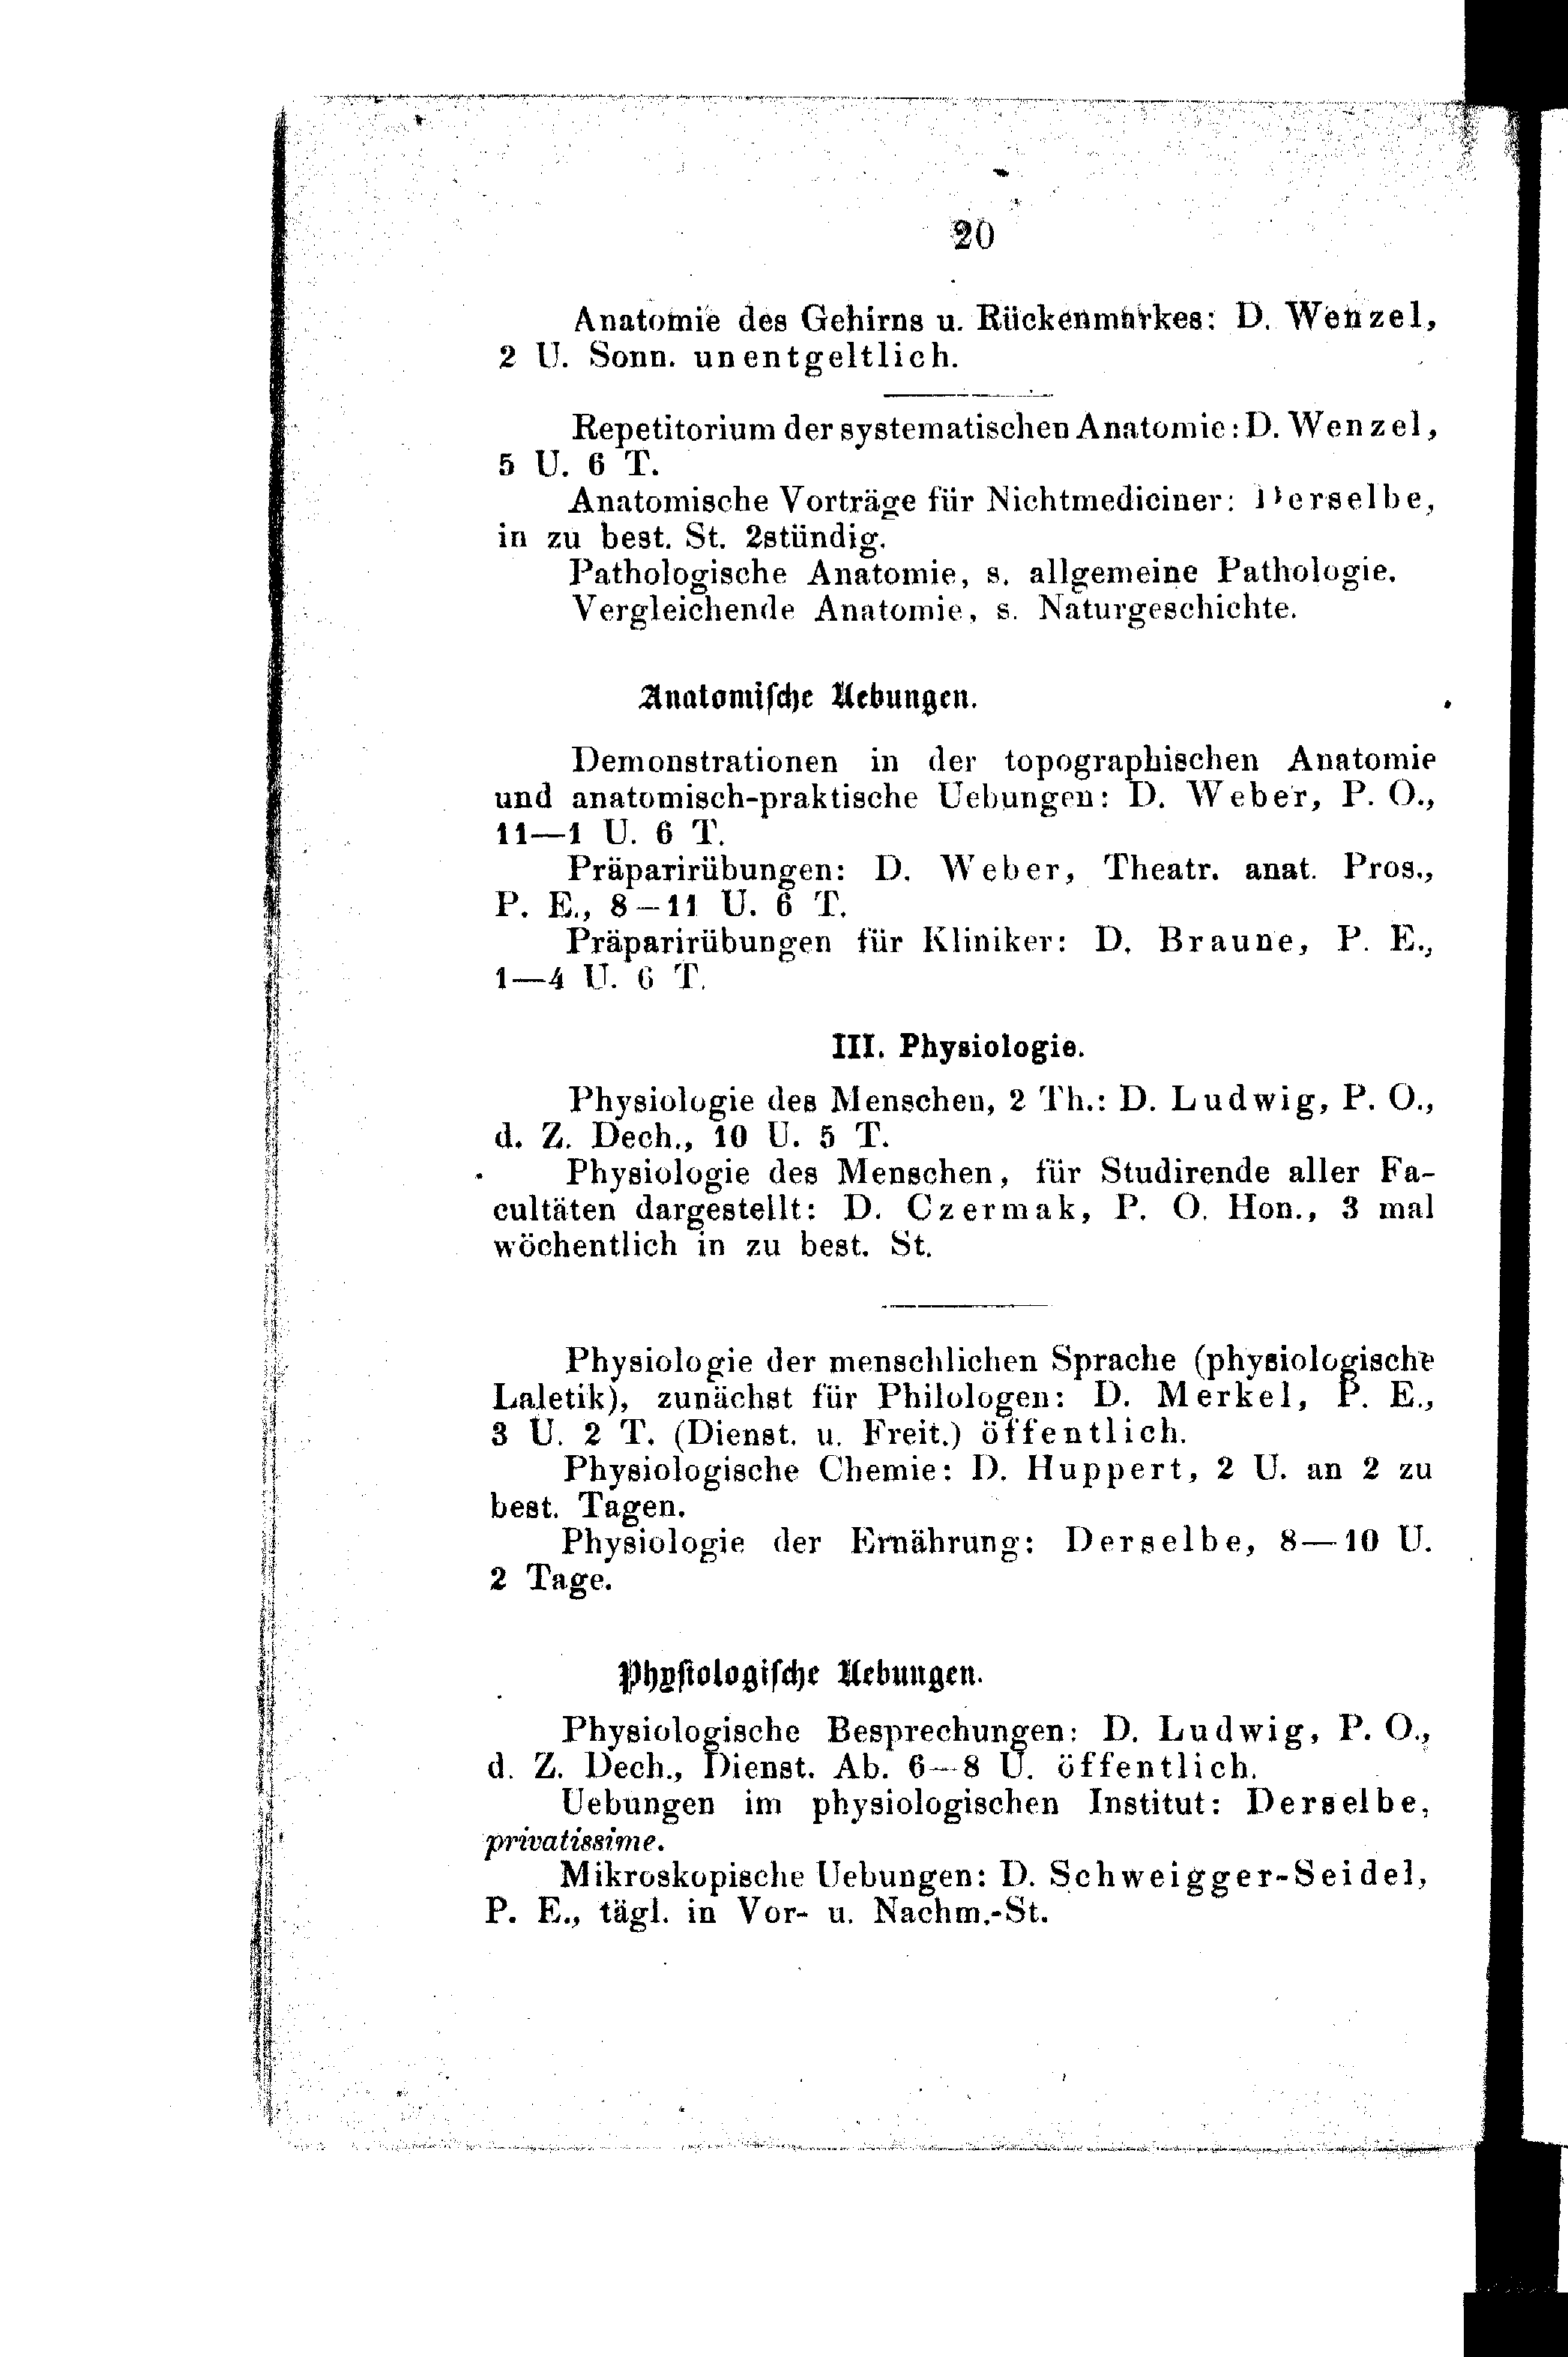 20
Anatomie des Gehirns u. Rückenmarkes: D. Wenzel,
2 U. Sonn. unentgeltlich.
Repetitorium der systematischen Anatomie: D. Wenzel,
5 U. 6 T.
Anatomische Vorträge für Nichtmediciner: Derselbe,
in zu best. St. 2stündig.
Pathologische Anatomie, s. allgemeine Pathologie.
Vergleichende Anatomie, s. Naturgeschichte.
Anatomiſche Uebungen.
Demonstrationen in der topographischen Anatomie
und anatomisch-praktische Uebungen: D. Weber, P. O.,
11—1 U. 6 T.
Präparirübungen: D. Weber, Theatr. anat. Pros.,
P. E., 8—11 U. 6 T.
Präparirübungen für Kliniker: D. Braune, P. E.,
1—4 U. 6 T.
III. Physiologie.
Physiologie des Menschen, 2 Th.: D. Ludwig, P. O.,
d. Z. Dech., 10 U. 5 T.
Physiologie des Menschen, für Studirende aller Fa-
cultäten dargestellt: D. Czermak, P. O. Hon., 3 mal
wöchentlich in zu best. St.
Physiologie der menschlichen Sprache (physiologische
Laletik), zunächst für Philologen: D. Merkel, P. E.,
3 U. 2 T. (Dienst. u. Freit.) öffentlich.
Physiologische Chemie: D. Huppert, 2 U. an 2 zu
best. Tagen.
Physiologie der Ernährung: Derselbe, 8—10 U.
2 Tage.
Phyſiologiſche Uebungen.
Physiologische Besprechungen: D. Ludwig, P. O.,
d. Z. Dech., Dienst. Ab. 6—8 U. öffentlich.
Uebungen im physiologischen Institut: Derselbe,
privatissime.
Mikroskopische Uebungen: D. Schweigger-Seidel,
P. E., tägl. in Vor- u. Nachm.-St.